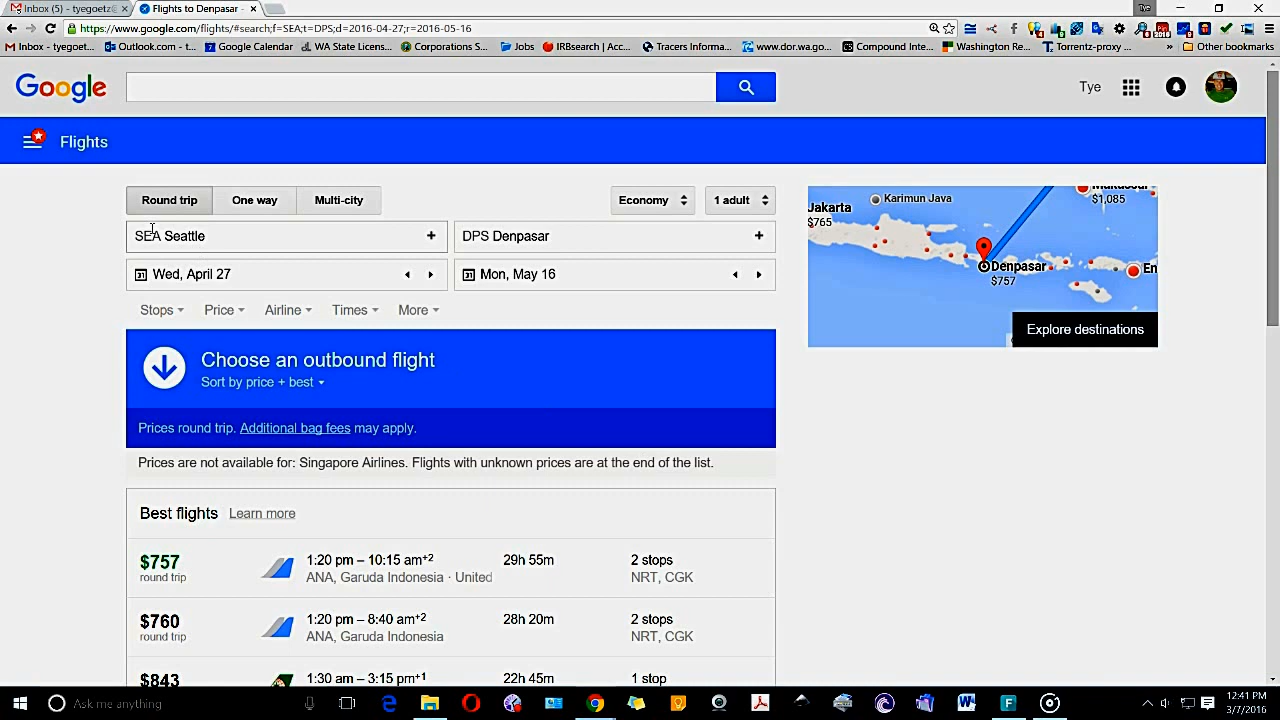 Inbox (5) - tyegoetz@
Flights to Denpasar -
Tye
https://www.google.com/flights/#search;f=SEA;t=DPS;d=2016-04-27;r=2016-05-16
Inbox - tyegoet...
Outlook.com - t...
Google Calendar
WA State Licens...
Corporations S...
Jobs
IRBsearch | Acc...
Tracers Informa...
www.dor.wa.go...
Compound Inte...
Washington Re...
Torrentz-proxy ...
»
Other bookmarks
Google
Tye
Flights
Round trip
One way
Multi-city
Economy
1 adult
SEA Seattle +
DPS Denpasar +
31 Wed, April 27
31 Mon, May 16
Stops
Price
Airline
Times
More
Jakarta
$765
Karimun Java
Makassar
$1,085
Denpasar
$757
En
Explore destinations
Choose an outbound flight
Sort by price + best
Prices round trip. Additional bag fees may apply.
Prices are not available for: Singapore Airlines. Flights with unknown prices are at the end of the list.
Best flights Learn more
$757 1:20 pm – 10:15 am+2 29h 55m 2 stops
round trip ANA, Garuda Indonesia · United NRT, CGK
$760 1:20 pm – 8:40 am+2 28h 20m 2 stops
round trip ANA, Garuda Indonesia NRT, CGK
$843 1:30 am – 3:15 pm+1 22h 45m 1 stop
Ask me anything
12:41 PM
3/7/2016